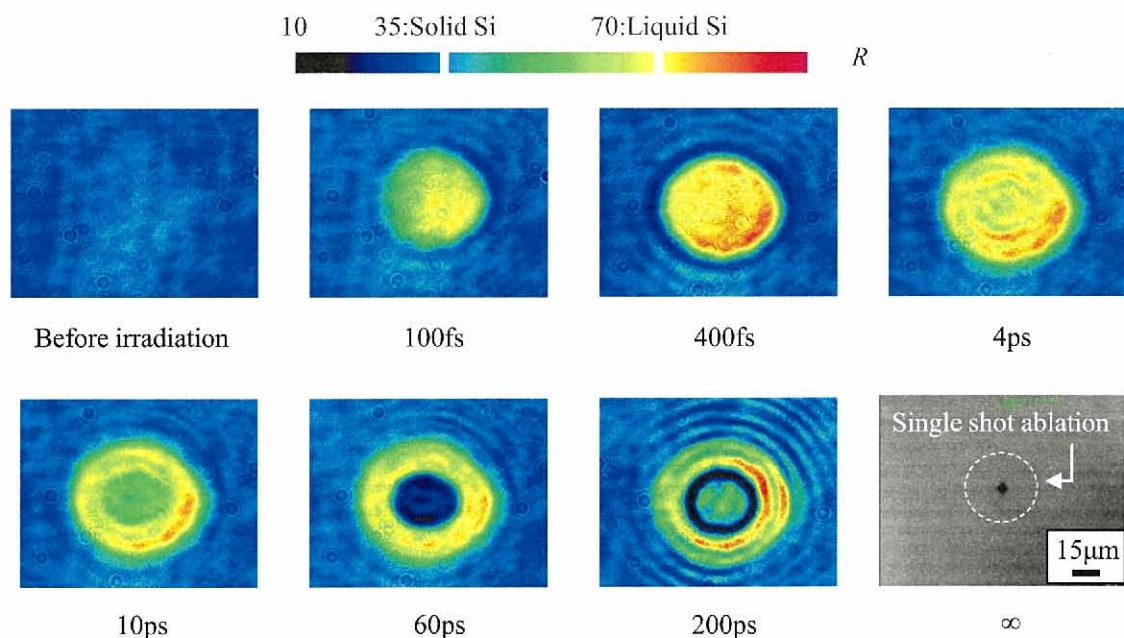 10 35:Solid Si 70:Liquid Si
R
Before irradiation
100fs
400fs
4ps
Single shot ablation
15μm
10ps
60ps
200ps
∞